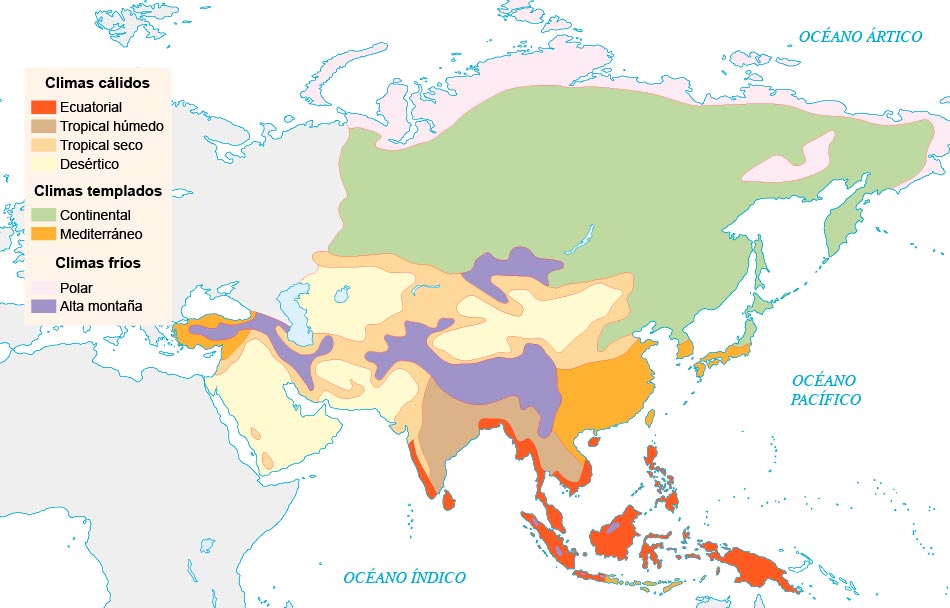 OCÉANO ÁRTICO
Climas cálidos
Ecuatorial
Tropical húmedo
Tropical seco
Desértico
Climas templados
Continental
Mediterráneo
Climas fríos
Polar
Alta montaña
OCÉANO
PACÍFICO
OCÉANO ÍNDICO